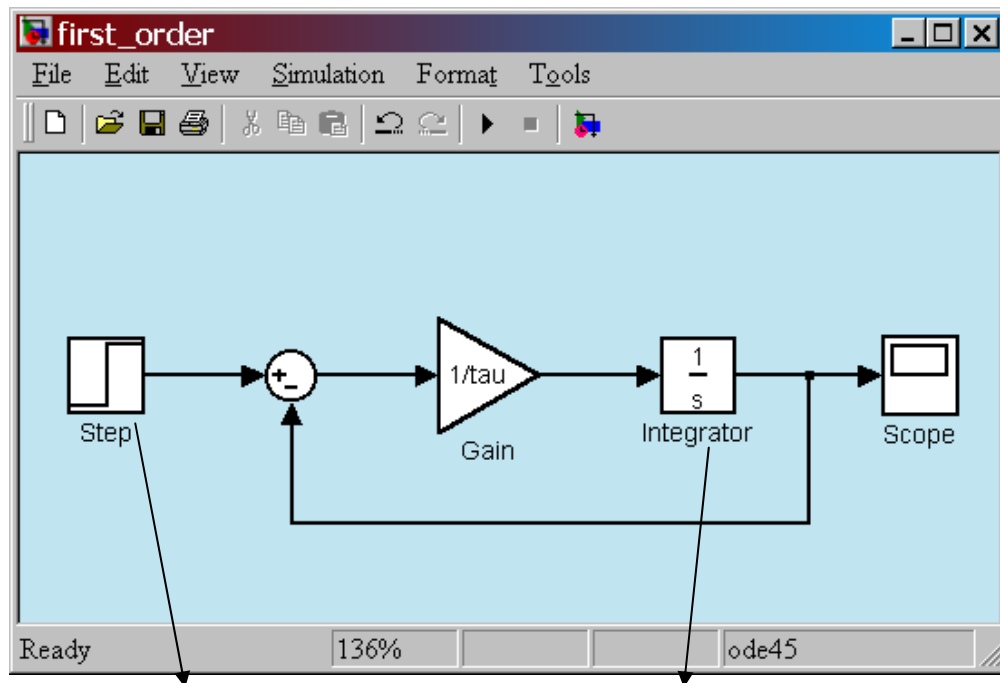 first_order
File Edit View Simulation Format Tools
+
-
1/tau
1
s
Step
Gain
Integrator
Scope
Ready 136% ode45